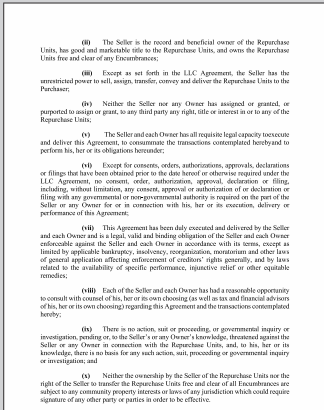 (ii) The Seller is the record and beneficial owner of the Repurchase
Units, has good and marketable title to the Repurchase Units, and owns the Repurchase
Units free and clear of any Encumbrances;
(iii) Except as set forth in the LLC Agreement, the Seller has the
unrestricted power to sell, assign, transfer, convey and deliver the Repurchase Units to the
Purchaser;
(iv) Neither the Seller nor any Owner has assigned or granted, or
purported to assign or grant, to any third party any right, title or interest in or to any of the
Repurchase Units;
(v) The Seller and each Owner has all requisite legal capacity toexecute
and deliver this Agreement, to consummate the transactions contemplated herebyand to
perform his, her or its obligations hereunder;
(vi) Except for consents, orders, authorizations, approvals, declarations
or filings that have been obtained prior to the date hereof or otherwise required under the
LLC Agreement, no consent, order, authorization, approval, declaration or filing,
including, without limitation, any consent, approval or authorization of or declaration or
filing with any governmental or non-governmental authority is required on the part of the
Seller or any Owner for or in connection with his, her or its execution, delivery or
performance of this Agreement;
(vii) This Agreement has been duly executed and delivered by the Seller
and each Owner and is a legal, valid and binding obligation of the Seller and each Owner
enforceable against the Seller and each Owner in accordance with its terms, except as
limited by applicable bankruptcy, insolvency, reorganization, moratorium and other laws
of general application affecting enforcement of creditors' rights generally, and by laws
related to the availability of specific performance, injunctive relief or other equitable
remedies;
(viii) Each of the Seller and each Owner has had a reasonable opportunity
to consult with counsel of his, her or its own choosing (as well as tax and financial advisors
of his, her or its own choosing) regarding this Agreement and the transactions contemplated
hereby;
(ix) There is no action, suit or proceeding, or governmental inquiry or
investigation, pending or, to the Seller's or any Owner's knowledge, threatened against the
Seller or any Owner in connection with the Repurchase Units, and, to his, her or its
knowledge, there is no basis for any such action, suit, proceeding or governmental inquiry
or investigation; and
(x) Neither the ownership by the Seller of the Repurchase Units nor the
right of the Seller to transfer the Repurchase Units free and clear of all Encumbrances are
subject to any community property interests or laws of any jurisdiction which could require
signature of any other party or parties in order to be effective.